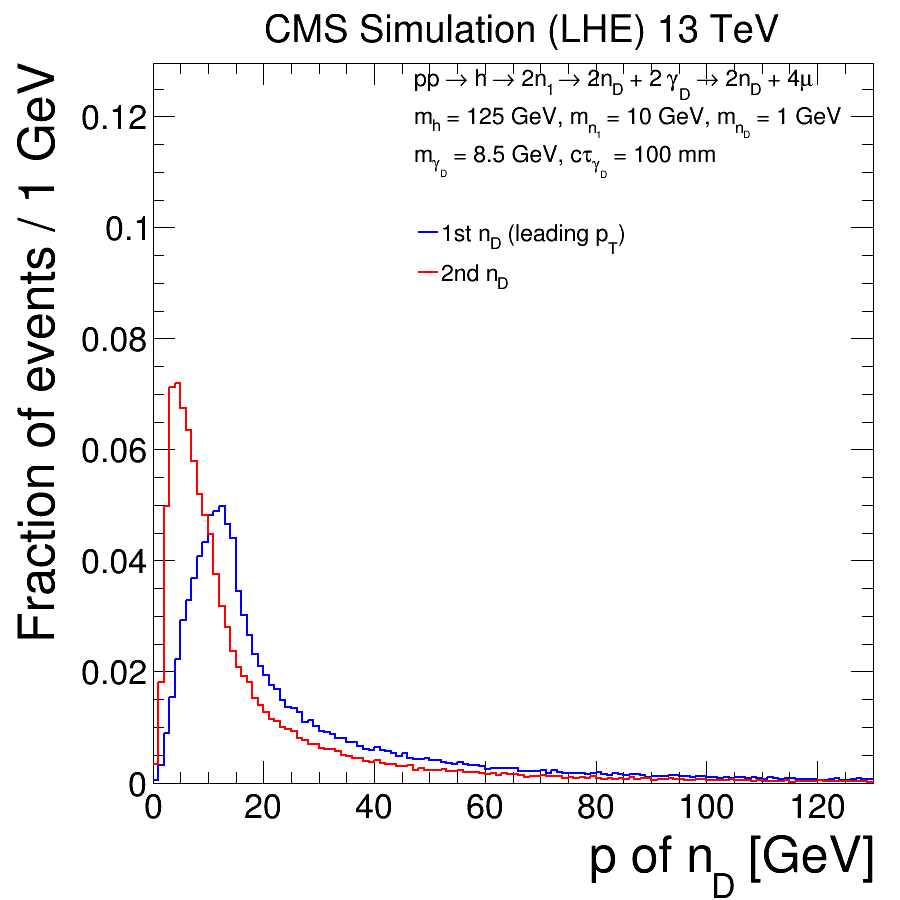 CMS Simulation (LHE) 13 TeV
pp → h → 2n1 → 2nD + 2 γD → 2nD + 4μ
mh = 125 GeV, mn1 = 10 GeV, mnD = 1 GeV
mγD = 8.5 GeV, cτγD = 100 mm
1st nD (leading pT)
2nd nD
Fraction of events / 1 GeV
0.12
0.1
0.08
0.06
0.04
0.02
0
0 20 40 60 80 100 120
p of nD [GeV]